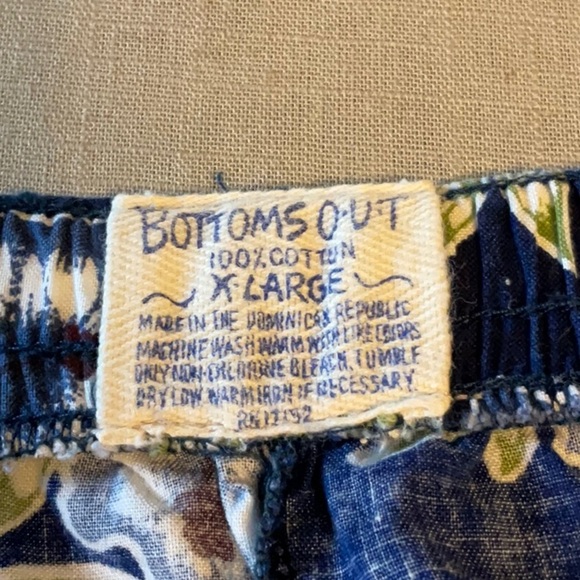 BOTTOMS O·U·T
100% COTTON
X-LARGE
MADE IN THE DOMINICAN REPUBLIC
MACHINE WASH WARM WITH LIKE COLORS
ONLY NON-CHLORINE BLEACH, TUMBLE
DRY LOW WARM IRON IF NECESSARY